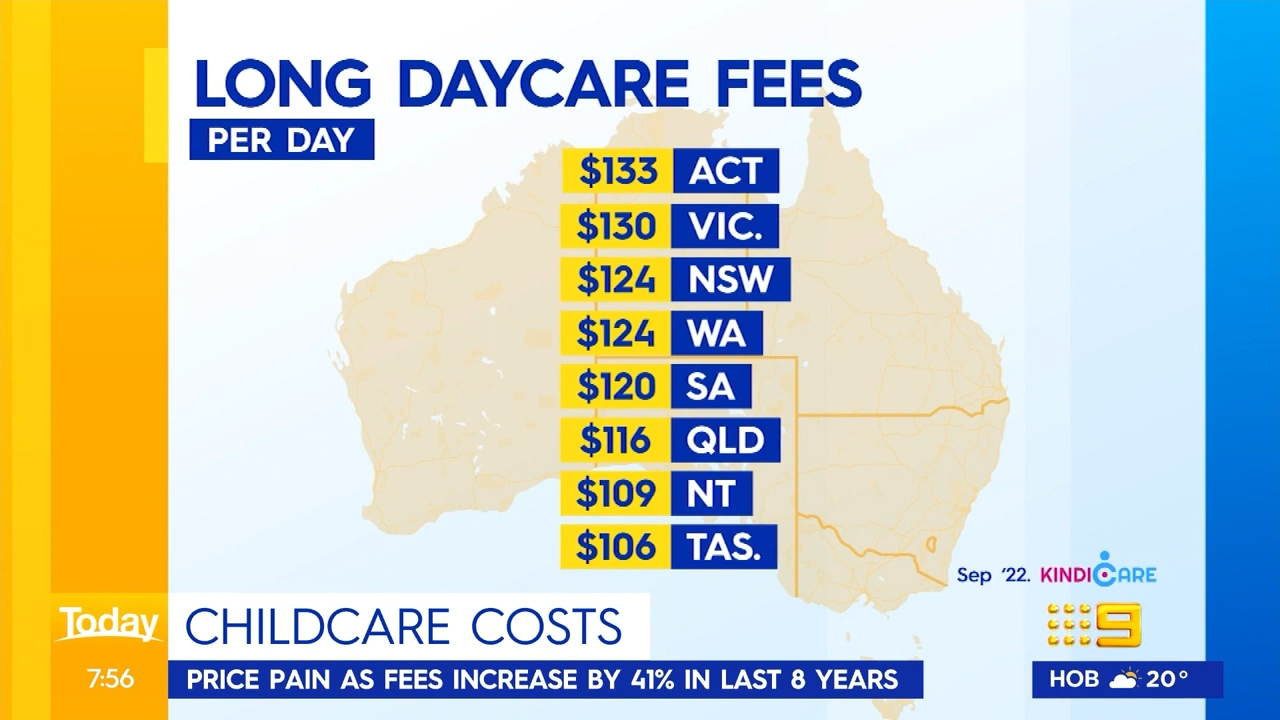 LONG DAYCARE FEES
PER DAY
$133 ACT
$130 VIC.
$124 NSW
$124 WA
$120 SA
$116 QLD
$109 NT
$106 TAS.
Sep '22. KINDICARE
9
Today
CHILDCARE COSTS
7:56
PRICE PAIN AS FEES INCREASE BY 41% IN LAST 8 YEARS
HOB 20°